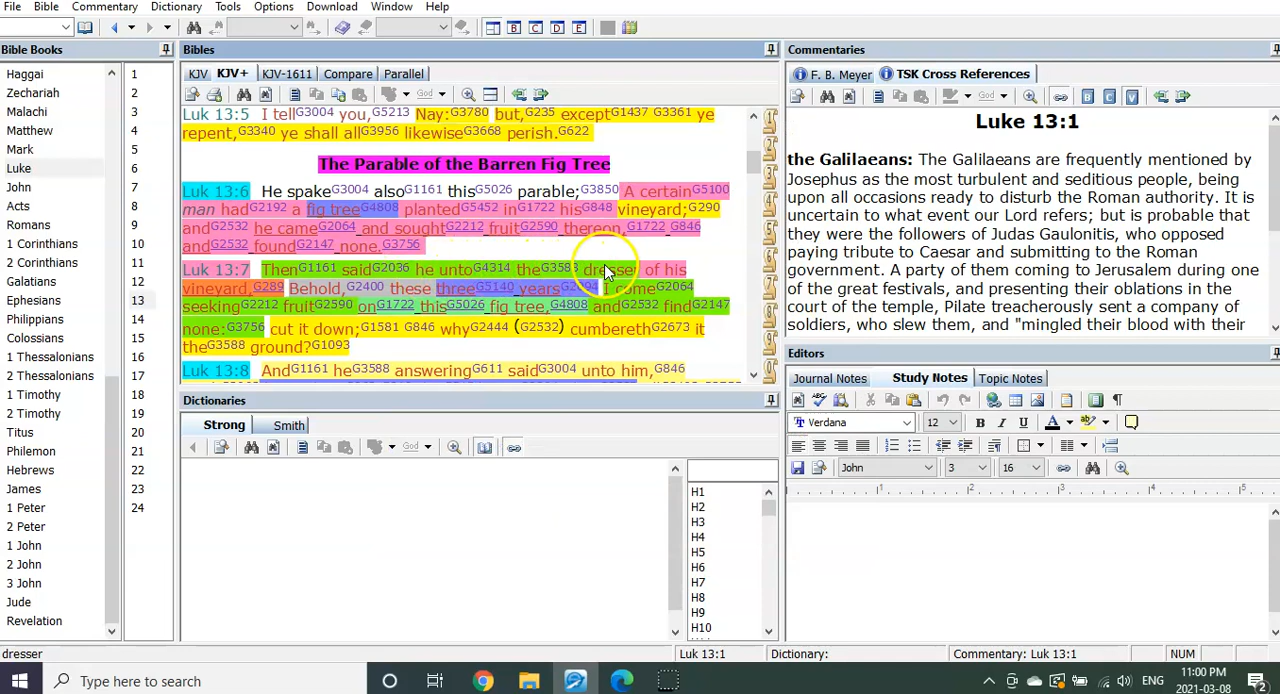 File Bible Commentary Dictionary Tools Options Download Window Help
B C D E
Bible Books
Haggai
Zechariah
Malachi
Matthew
Mark
Luke
John
Acts
Romans
1 Corinthians
2 Corinthians
Galatians
Ephesians
Philippians
Colossians
1 Thessalonians
2 Thessalonians
1 Timothy
2 Timothy
Titus
Philemon
Hebrews
James
1 Peter
2 Peter
1 John
2 John
3 John
Jude
Revelation
1
2
3
4
5
6
7
8
9
10
11
12
13
14
15
16
17
18
19
20
21
22
23
24
Bibles
KJV KJV+ KJV-1611 Compare Parallel
God
Luk 13:5 I tellG3004 you,G5213 Nay:G3780 but,G235 exceptG1437 G3361 ye
repent,G3340 ye shall allG3956 likewiseG3668 perish.G622
The Parable of the Barren Fig Tree
Luk 13:6 He spakeG3004 alsoG1161 thisG5026 parable;G3850 A certainG5100
man hadG2192 a fig treeG4808 plantedG5452 inG1722 hisG848 vineyard;G290
andG2532 he cameG2064 and soughtG2212 fruitG2590 thereon,G1722 G846
andG2532 foundG2147 none.G3756
Luk 13:7 ThenG1161 saidG2036 he untoG4314 theG3588 dresser of his
vineyard,G289 Behold,G2400 these threeG5140 yearsG2094 I comeG2064
seekingG2212 fruitG2590 onG1722 thisG5026 fig tree,G4808 andG2532 findG2147
none:G3756 cut it down;G1581 G846 whyG2444 (G2532) cumberethG2673 it
theG3588 ground?G1093
Luk 13:8 AndG1161 heG3588 answeringG611 saidG3004 unto him,G846
Dictionaries
Strong Smith
God
H1
H2
H3
H4
H5
H6
H7
H8
H9
H10
Commentaries
F. B. Meyer TSK Cross References
God
B C V
Luke 13:1
the Galilaeans: The Galilaeans are frequently mentioned by
Josephus as the most turbulent and seditious people, being
upon all occasions ready to disturb the Roman authority. It is
uncertain to what event our Lord refers; but is probable that
they were the followers of Judas Gaulonitis, who opposed
paying tribute to Caesar and submitting to the Roman
government. A party of them coming to Jerusalem during one
of the great festivals, and presenting their oblations in the
court of the temple, Pilate treacherously sent a company of
soldiers, who slew them, and "mingled their blood with their
Editors
Journal Notes Study Notes Topic Notes
Verdana 12 B I U A
John 3 16
1 2 3 4 5
dresser Luk 13:1 Dictionary: Commentary: Luk 13:1 NUM
Type here to search
ENG
11:00 PM
2021-03-08
2